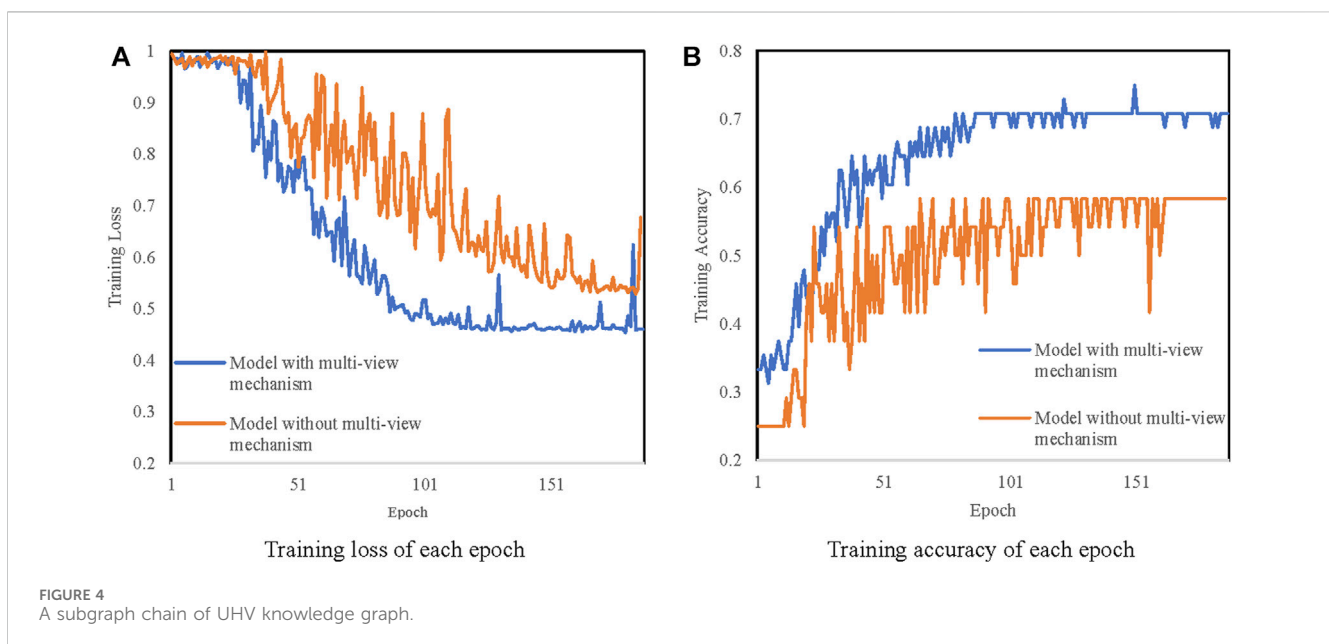 A
1
0.9
0.8
0.7
0.6
0.5
0.4
0.3
0.2
Training Loss
Model with multi-view
mechanism
Model without multi-view
mechanism
1
51
101
151
Epoch
Training loss of each epoch
B
0.8
0.7
0.6
0.5
0.4
0.3
0.2
Training Accuracy
Model with multi-view
mechanism
Model without multi-view
mechanism
1
51
101
151
Epoch
Training accuracy of each epoch
FIGURE 4
A subgraph chain of UHV knowledge graph.